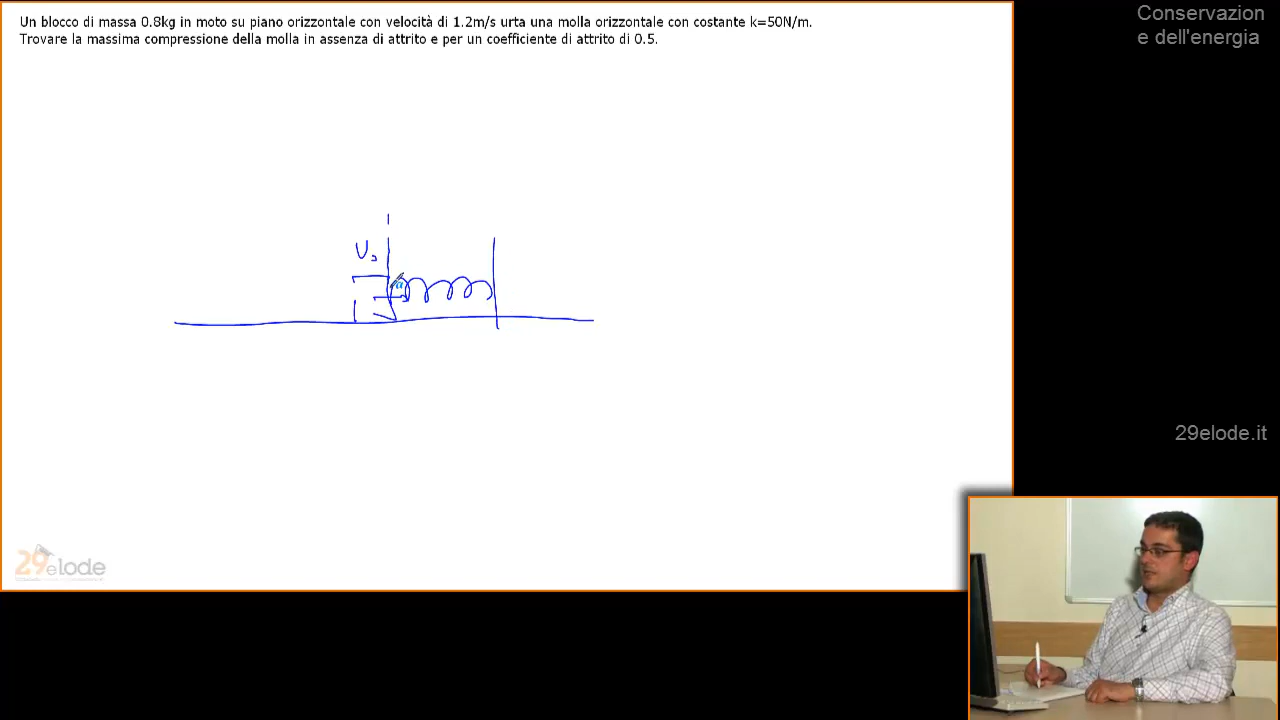 Un blocco di massa 0.8kg in moto su piano orizzontale con velocità di 1.2m/s urta una molla orizzontale con costante k=50N/m.
Trovare la massima compressione della molla in assenza di attrito e per un coefficiente di attrito di 0.5.
Conservazion
e dell'energia
29elode.it
29elode